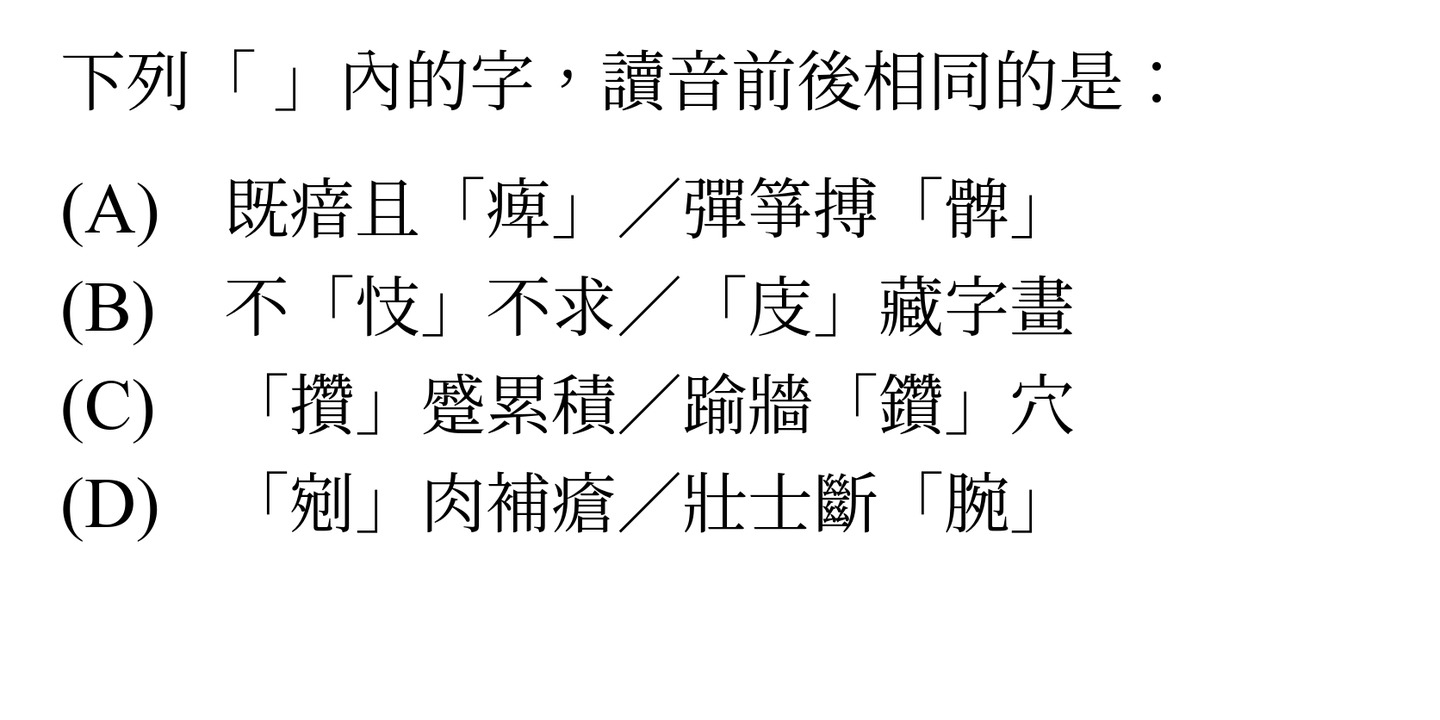 下列「 」內的字，讀音前後相同的是：
(A) 既瘖且「痺」／彈箏搏「髀」
(B) 不「忮」不求／「庋」藏字畫
(C) 「攢」蹙累積／踰牆「鑽」穴
(D) 「剜」肉補瘡／壯士斷「腕」